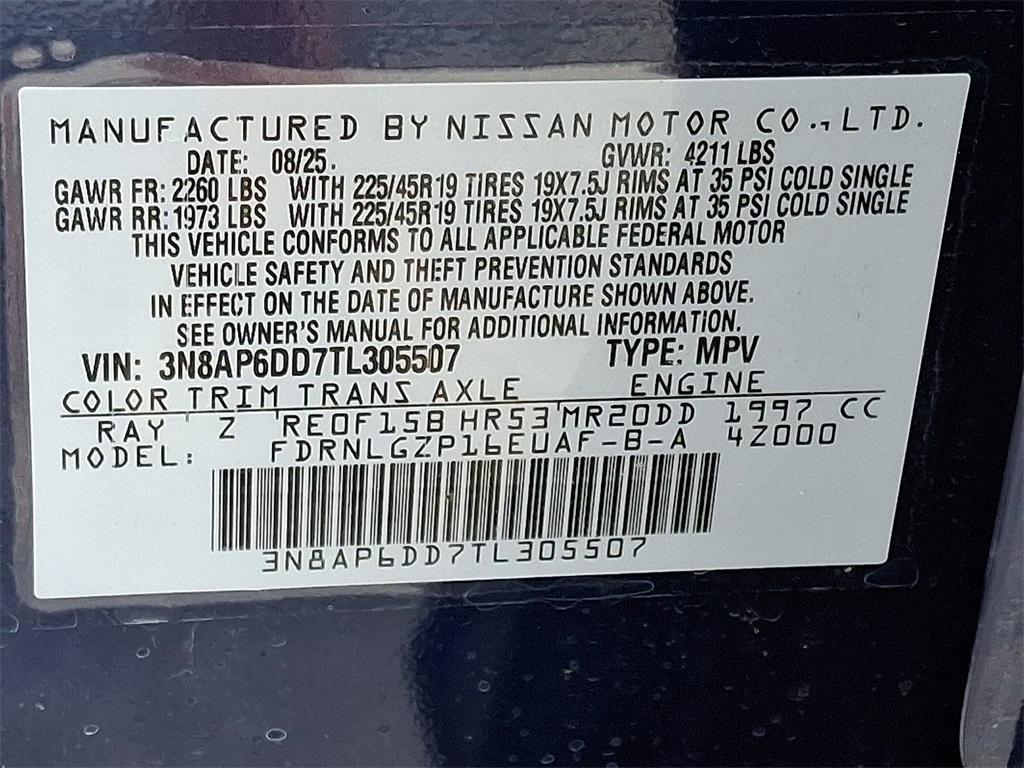 MANUFACTURED BY NISSAN MOTOR CO.,LTD.
DATE: 08/25. GVWR: 4211 LBS
GAWR FR: 2260 LBS WITH 225/45R19 TIRES 19X7.5J RIMS AT 35 PSI COLD SINGLE
GAWR RR: 1973 LBS WITH 225/45R19 TIRES 19X7.5J RIMS AT 35 PSI COLD SINGLE
THIS VEHICLE CONFORMS TO ALL APPLICABLE FEDERAL MOTOR
VEHICLE SAFETY AND THEFT PREVENTION STANDARDS
IN EFFECT ON THE DATE OF MANUFACTURE SHOWN ABOVE.
SEE OWNER'S MANUAL FOR ADDITIONAL INFORMATION.
VIN: 3N8AP6DD7TL305507 TYPE: MPV
COLOR TRIM TRANS AXLE ENGINE
RAY Z RE0F15B HR53 MR20DD 1997 CC
MODEL: FDRNLGZP16EUAF-B-A 4Z000
3N8AP6DD7TL305507